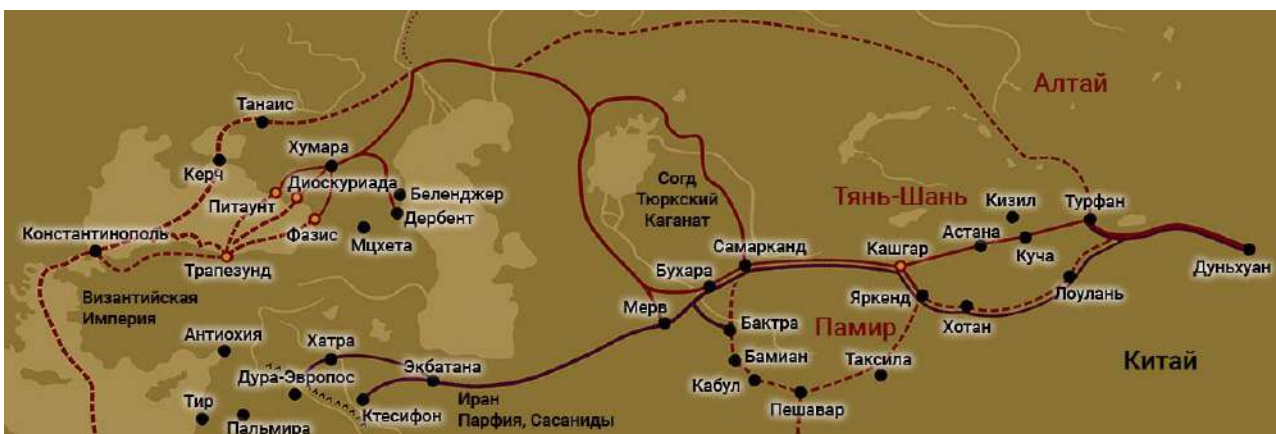 Алтай
Танаис
Хумара
Керч
Диоскуриада
Беленджер
Питаунт
Дербент
Согд
Тюркский
Каганат
Тянь-Шань
Кизил
Турфан
Константинополь
Фазис
Мцхета
Астана
Самарканд
Кашгар
Куча
Трапезунд
Дуньхуан
Бухара
Византийская
Империя
Яркенд
Лоулань
Мерв
Хотан
Бактра
Памир
Антиохия
Хатра
Бамиан
Таксила
Китай
Экбатана
Дура-Эвропос
Кабул
Иран
Парфия, Сасаниды
Тир
Ктесифон
Пешавар
Пальмира